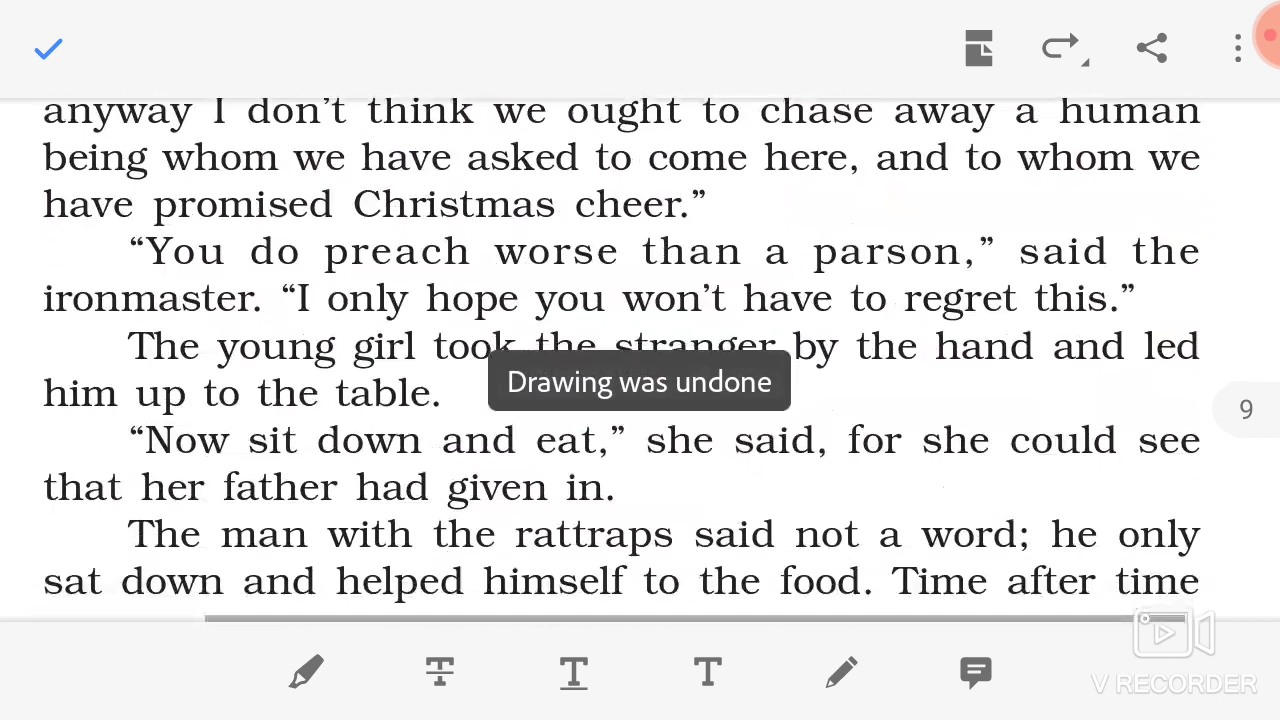 anyway I don’t think we ought to chase away a human
being whom we have asked to come here, and to whom we
have promised Christmas cheer.”
“You do preach worse than a parson,” said the
ironmaster. “I only hope you won’t have to regret this.”
The young girl took the stranger by the hand and led
him up to the table.
Drawing was undone
9
“Now sit down and eat,” she said, for she could see
that her father had given in.
The man with the rattraps said not a word; he only
sat down and helped himself to the food. Time after time
T T T
V RECORDER